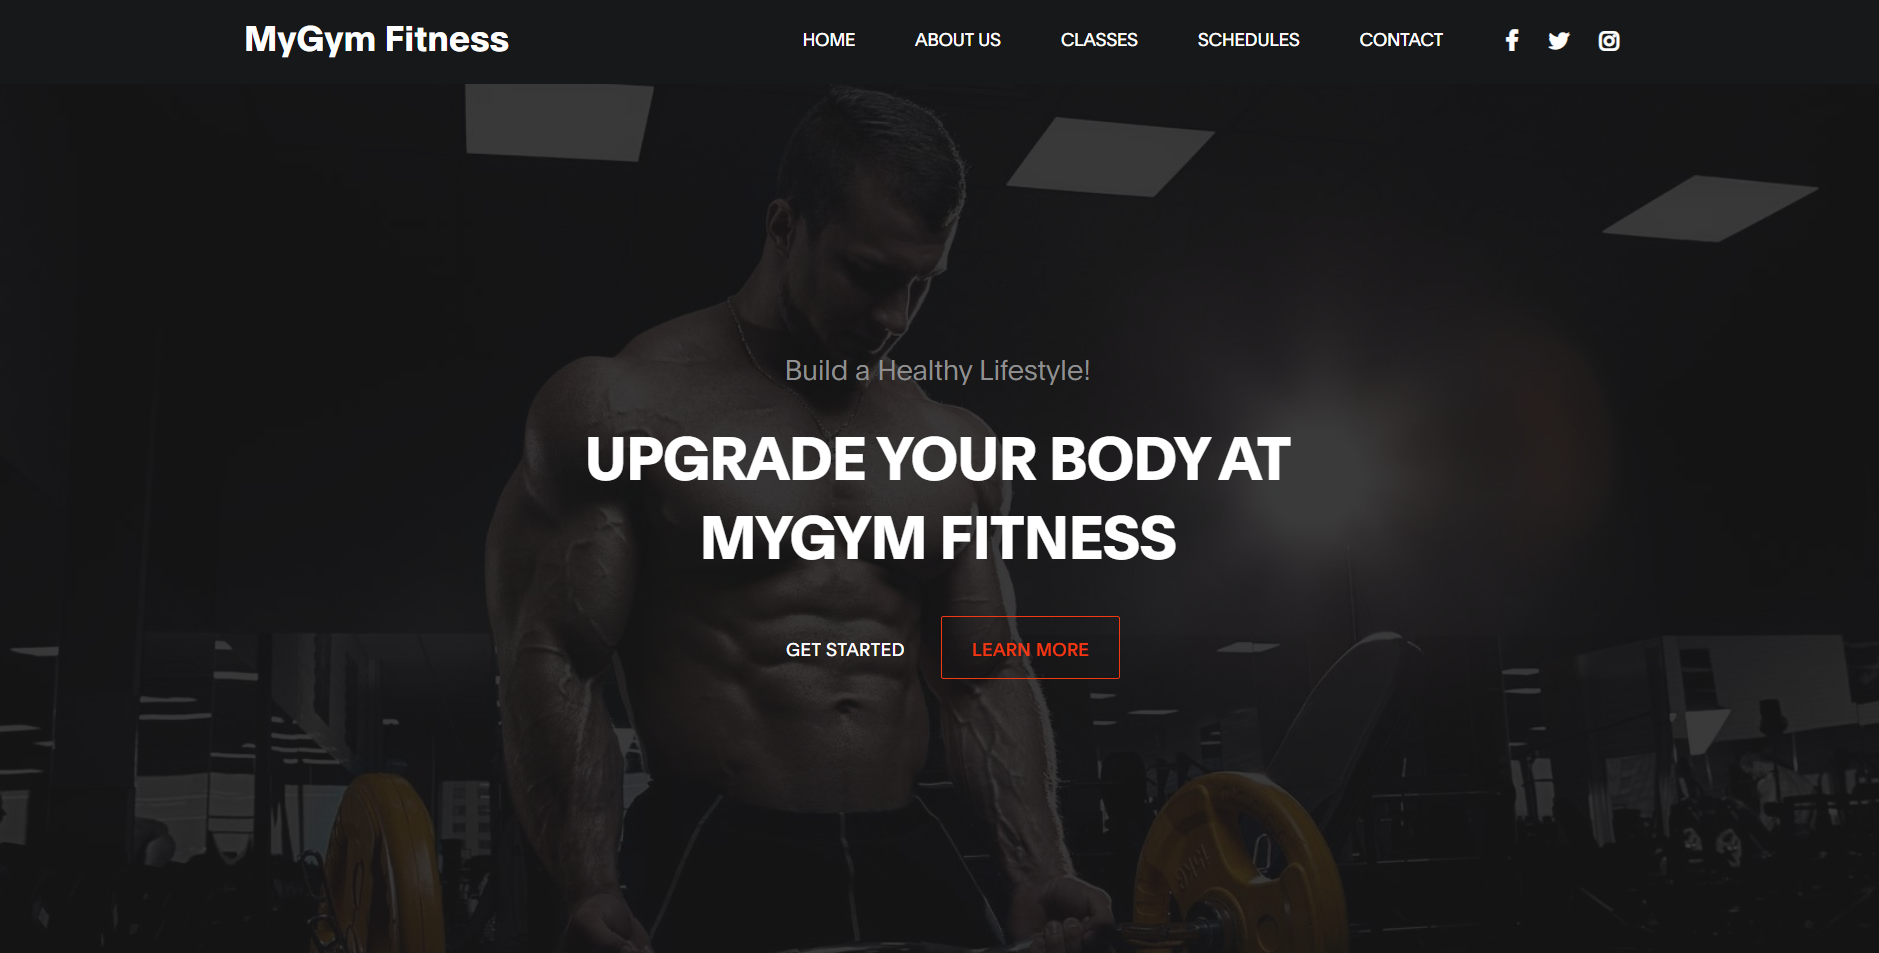 MyGym Fitness
HOME ABOUT US CLASSES SCHEDULES CONTACT
Build a Healthy Lifestyle!
UPGRADE YOUR BODY AT
MYGYM FITNESS
GET STARTED LEARN MORE